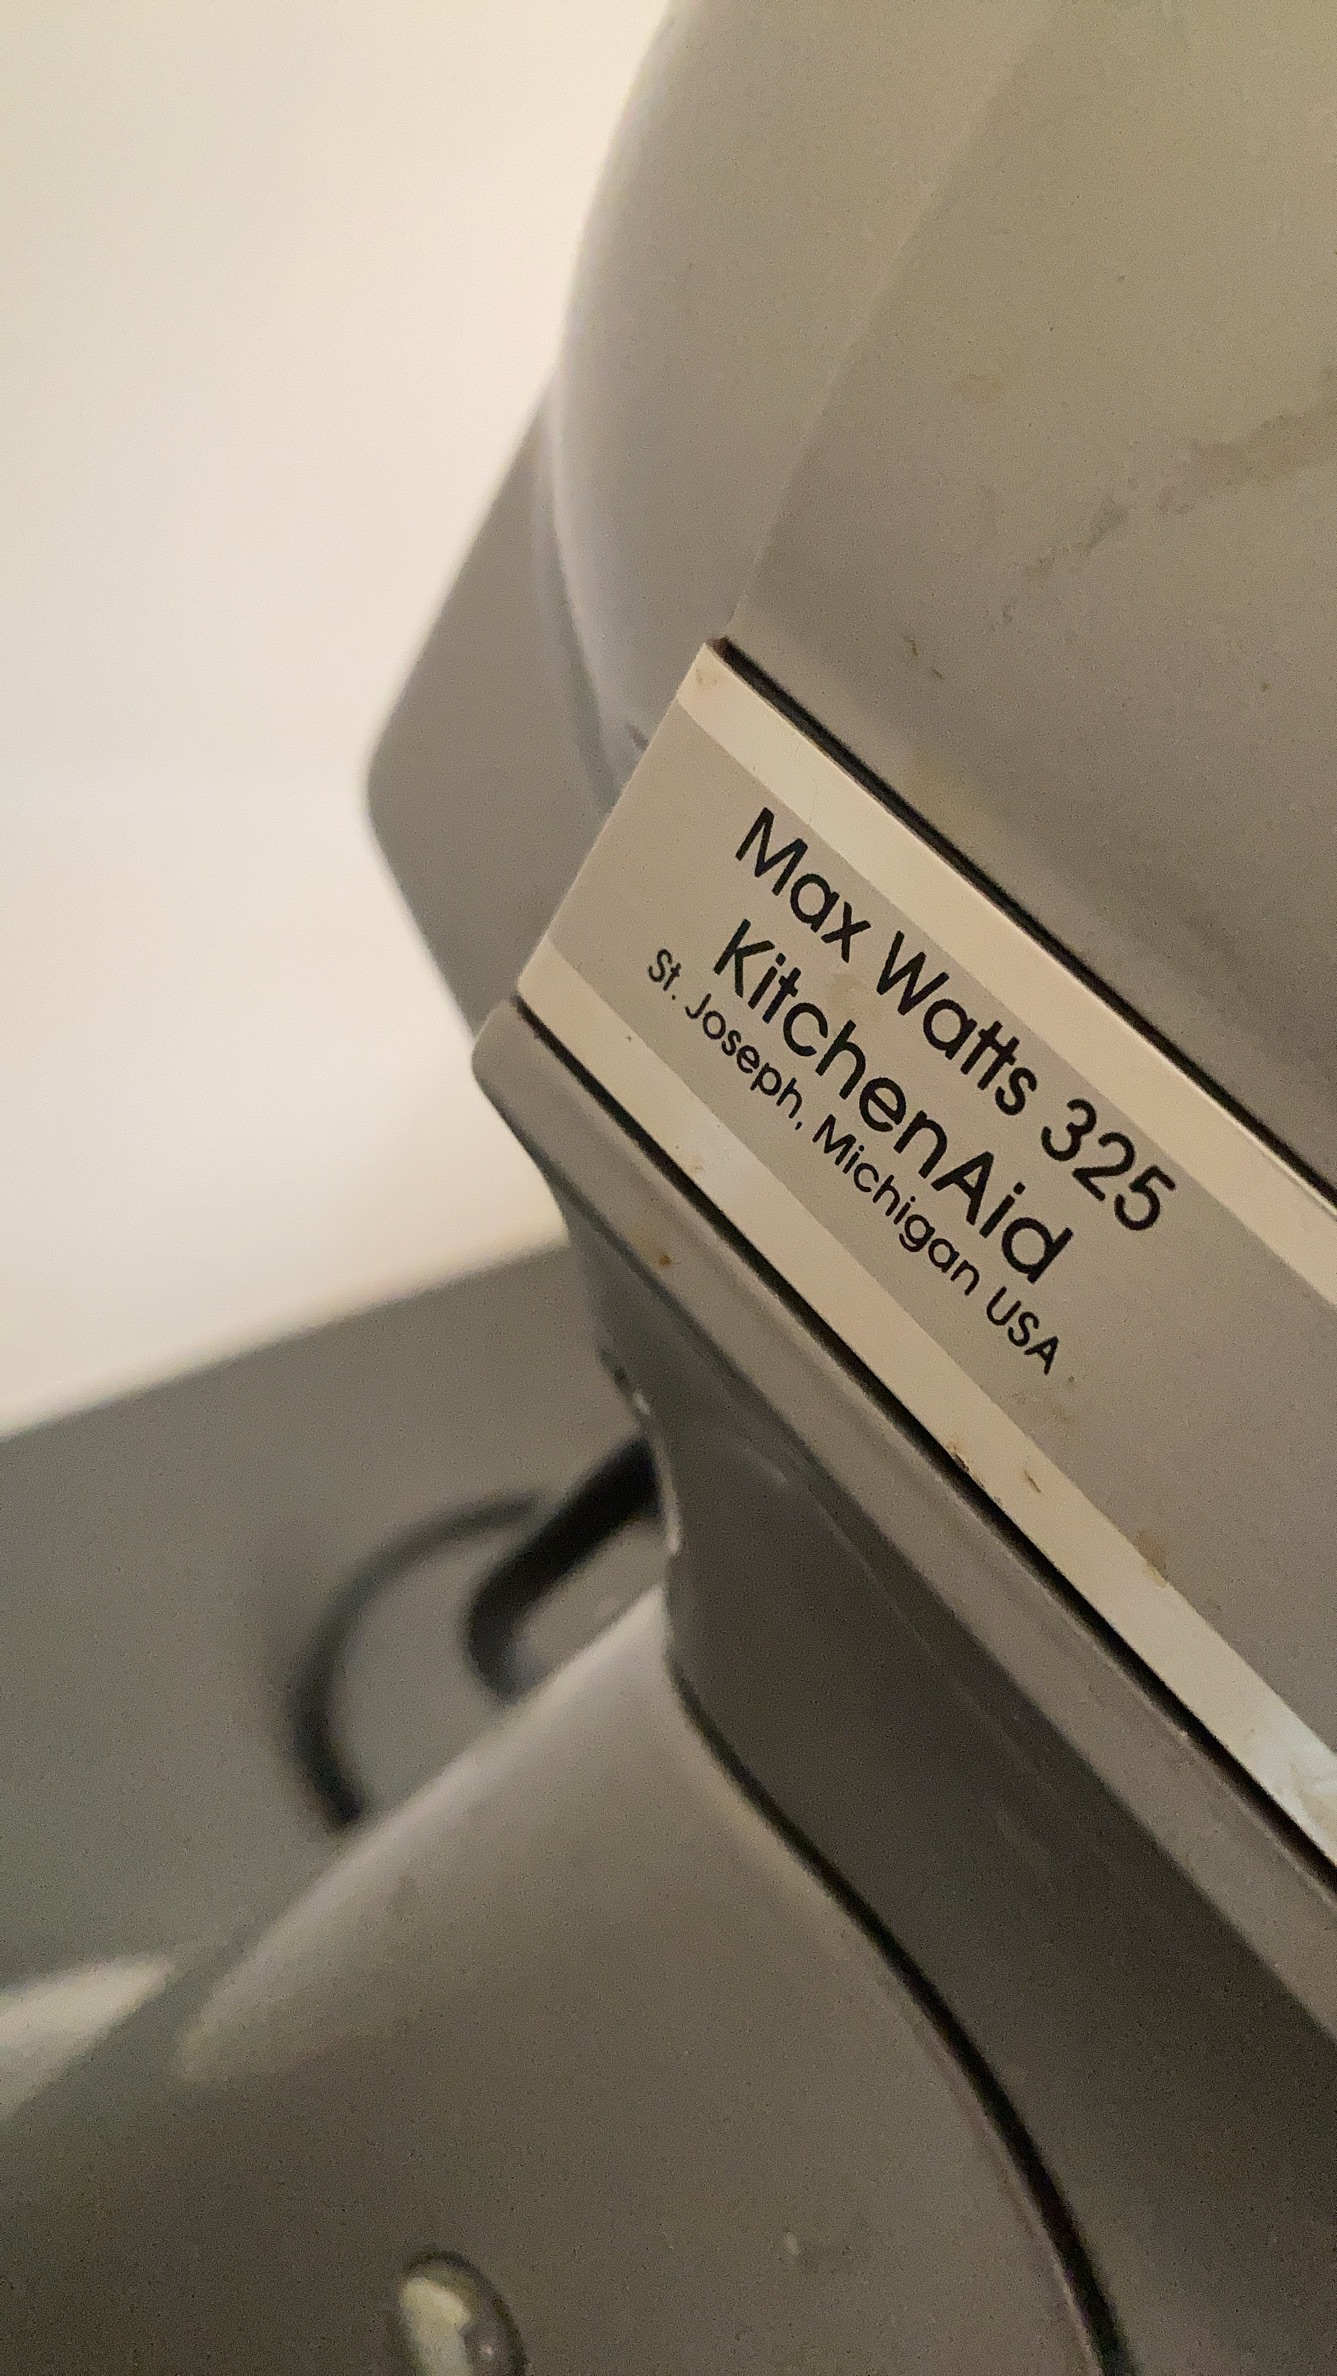 Max Watts 325
KitchenAid
St. Joseph, Michigan USA